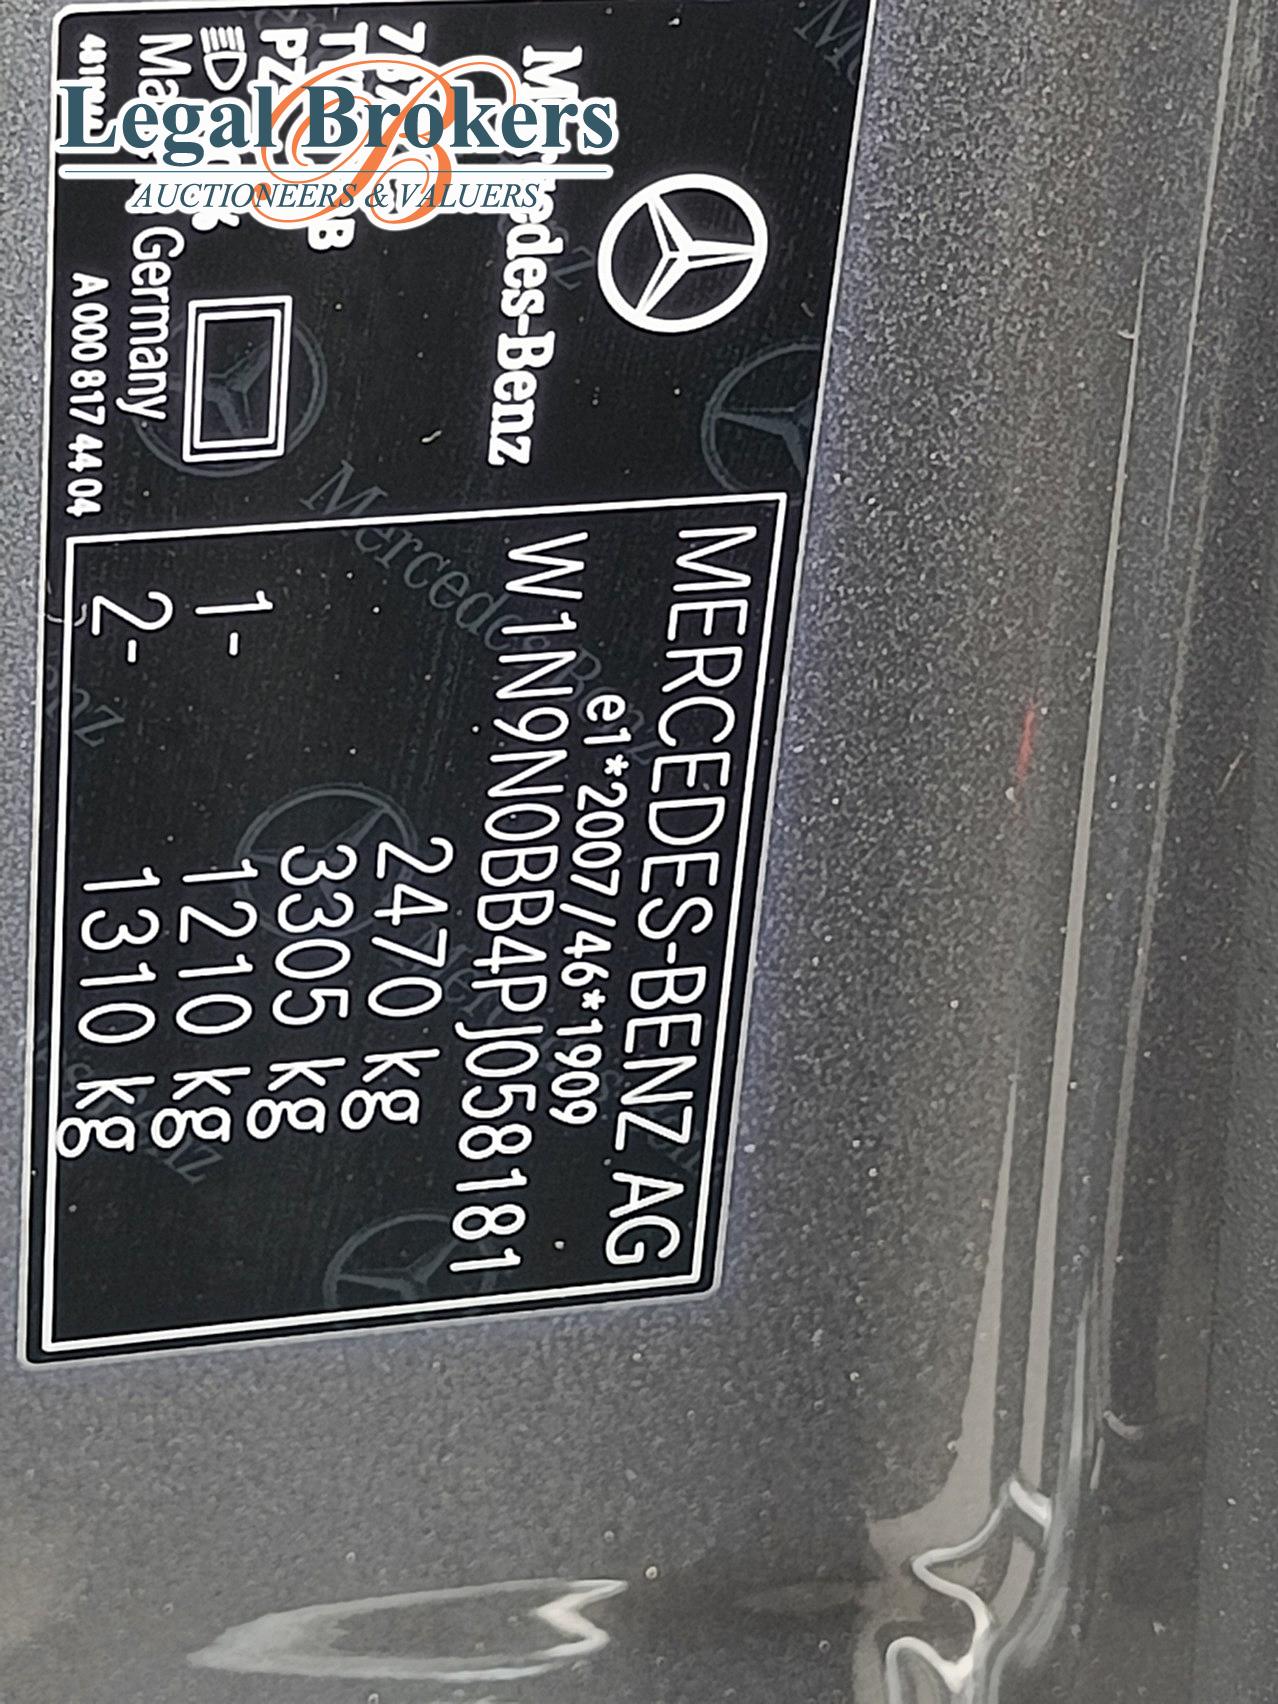 Legal Brokers
AUCTIONEERS & VALUERS
Mercedes-Benz
Germany
A 000 817 44 04
MERCEDES-BENZ AG
e1*2007/46*1909
W1N9N0BB4PJ058181
2470 kg
3305 kg
1- 1210 kg
2- 1310 kg